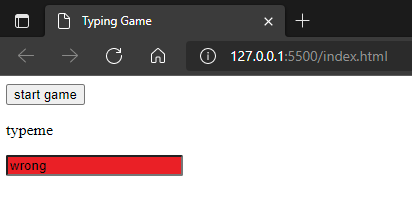 Typing Game
127.0.0.1:5500/index.html
start game
typeme
wrong